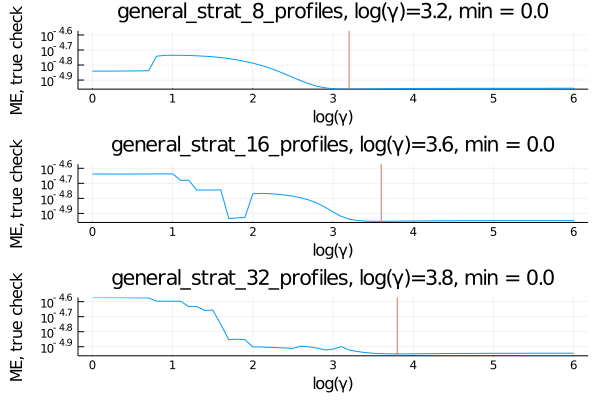 general_strat_8_profiles, log(γ)=3.2, min = 0.0
ME, true check
10^-4.6
10^-4.7
10^-4.8
10^-4.9
0 1 2 3 4 5 6
log(γ)
general_strat_16_profiles, log(γ)=3.6, min = 0.0
ME, true check
10^-4.6
10^-4.7
10^-4.8
10^-4.9
0 1 2 3 4 5 6
log(γ)
general_strat_32_profiles, log(γ)=3.8, min = 0.0
ME, true check
10^-4.6
10^-4.7
10^-4.8
10^-4.9
0 1 2 3 4 5 6
log(γ)